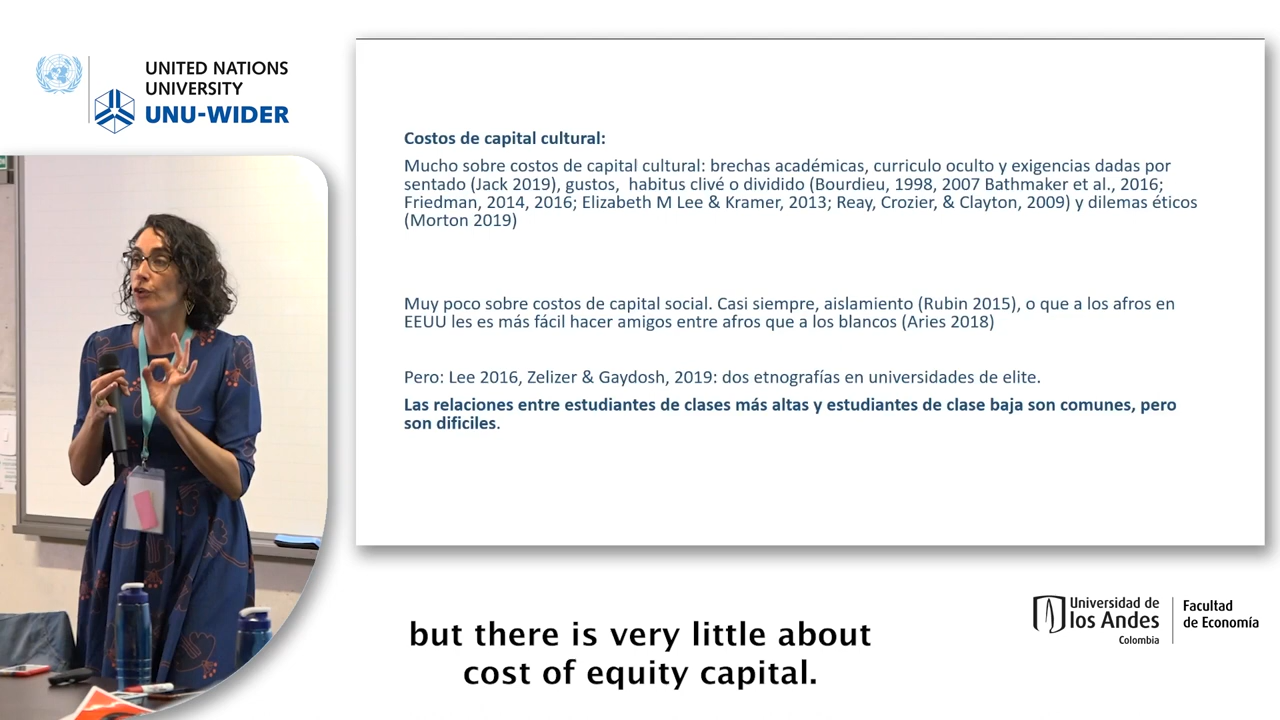 UNITED NATIONS
UNIVERSITY
UNU-WIDER
Costos de capital cultural:
Mucho sobre costos de capital cultural: brechas académicas, curriculo oculto y exigencias dadas por
sentado (Jack 2019), gustos, habitus clivé o dividido (Bourdieu, 1998, 2007 Bathmaker et al., 2016;
Friedman, 2014, 2016; Elizabeth M Lee & Kramer, 2013; Reay, Crozier, & Clayton, 2009) y dilemas éticos
(Morton 2019)
Muy poco sobre costos de capital social. Casi siempre, aislamiento (Rubin 2015), o que a los afros en
EEUU les es más fácil hacer amigos entre afros que a los blancos (Aries 2018)
Pero: Lee 2016, Zelizer & Gaydosh, 2019: dos etnografías en universidades de elite.
Las relaciones entre estudiantes de clases más altas y estudiantes de clase baja son comunes, pero
son dificiles.
but there is very little about
cost of equity capital.
Universidad de
los Andes
Colombia
Facultad
de Economía